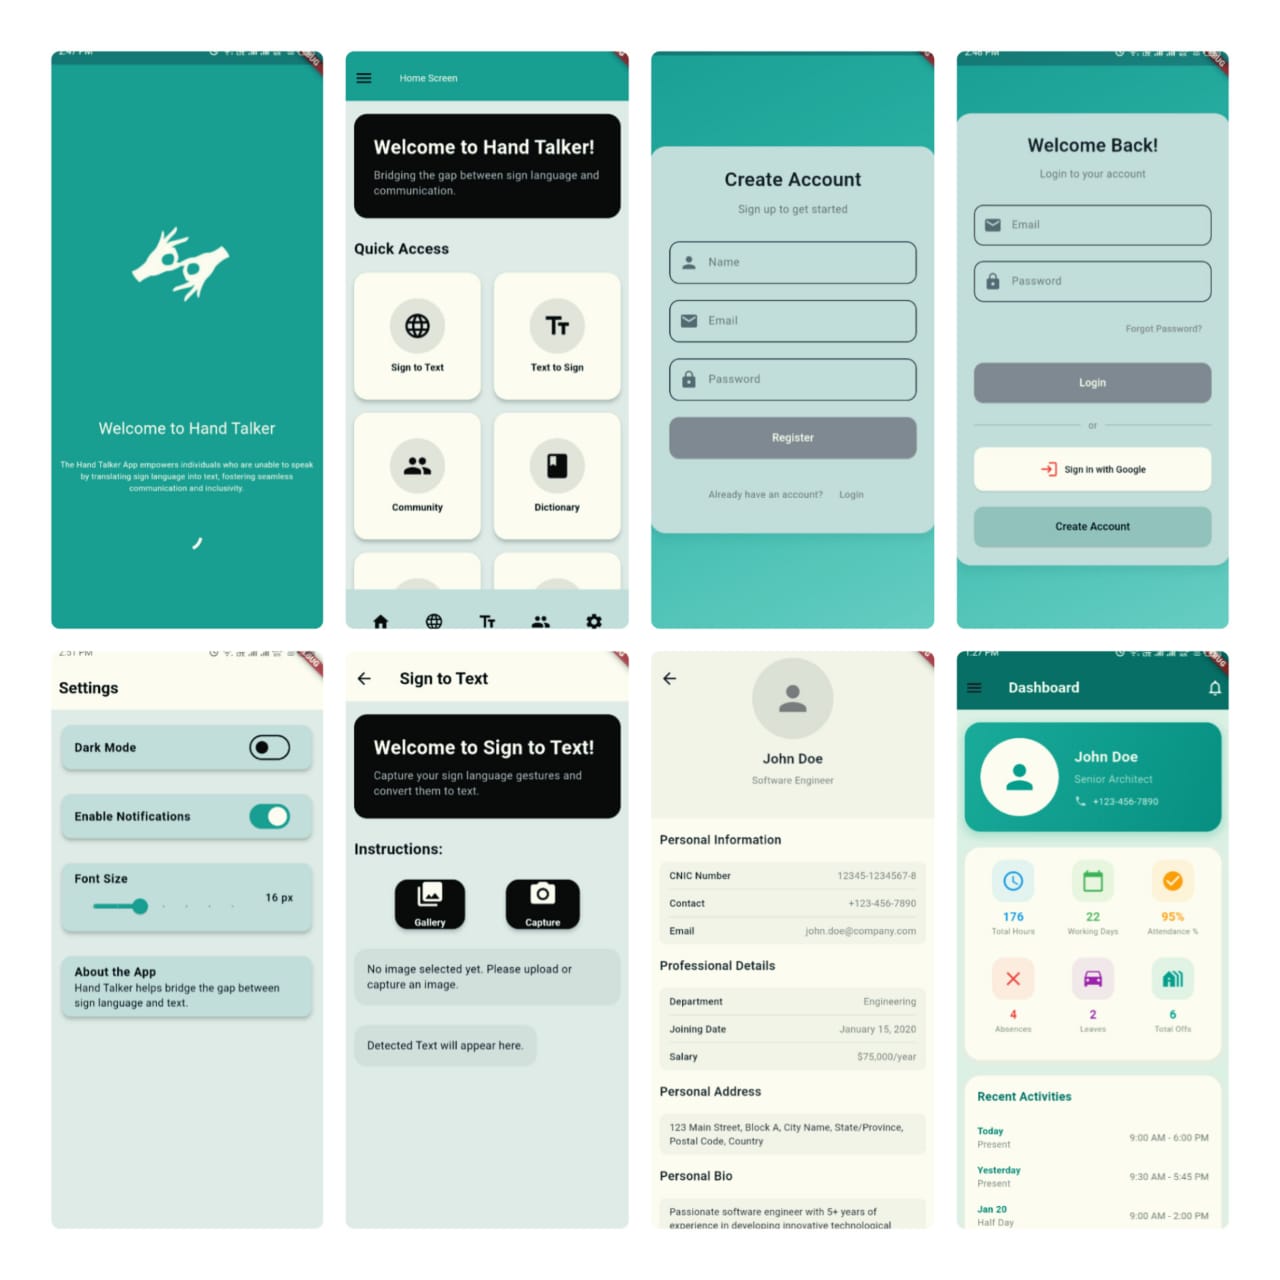 2:47 PM
Welcome to Hand Talker
The Hand Talker App empowers individuals who are unable to speak
by translating sign language into text, fostering seamless
communication and inclusivity.
Home Screen
Welcome to Hand Talker!
Bridging the gap between sign language and
communication.
Quick Access
Sign to Text
Text to Sign
Community
Dictionary
Create Account
Sign up to get started
Name
Email
Password
Register
Already have an account? Login
2:48 PM
Welcome Back!
Login to your account
Email
Password
Forgot Password?
Login
or
Sign in with Google
Create Account
2:51 PM
Settings
Dark Mode
Enable Notifications
Font Size
16 px
About the App
Hand Talker helps bridge the gap between
sign language and text.
Sign to Text
Welcome to Sign to Text!
Capture your sign language gestures and
convert them to text.
Instructions:
Gallery
Capture
No image selected yet. Please upload or
capture an image.
Detected Text will appear here.
John Doe
Software Engineer
Personal Information
CNIC Number 12345-1234567-8
Contact +123-456-7890
Email john.doe@company.com
Professional Details
Department Engineering
Joining Date January 15, 2020
Salary $75,000/year
Personal Address
123 Main Street, Block A, City Name, State/Province,
Postal Code, Country
Personal Bio
Passionate software engineer with 5+ years of
experience in developing innovative technological
1:27 PM
Dashboard
John Doe
Senior Architect
+123-456-7890
176
Total Hours
22
Working Days
95%
Attendance %
4
Absences
2
Leaves
6
Total Offs
Recent Activities
Today
Present
9:00 AM - 6:00 PM
Yesterday
Present
9:30 AM - 5:45 PM
Jan 20
Half Day
9:00 AM - 2:00 PM